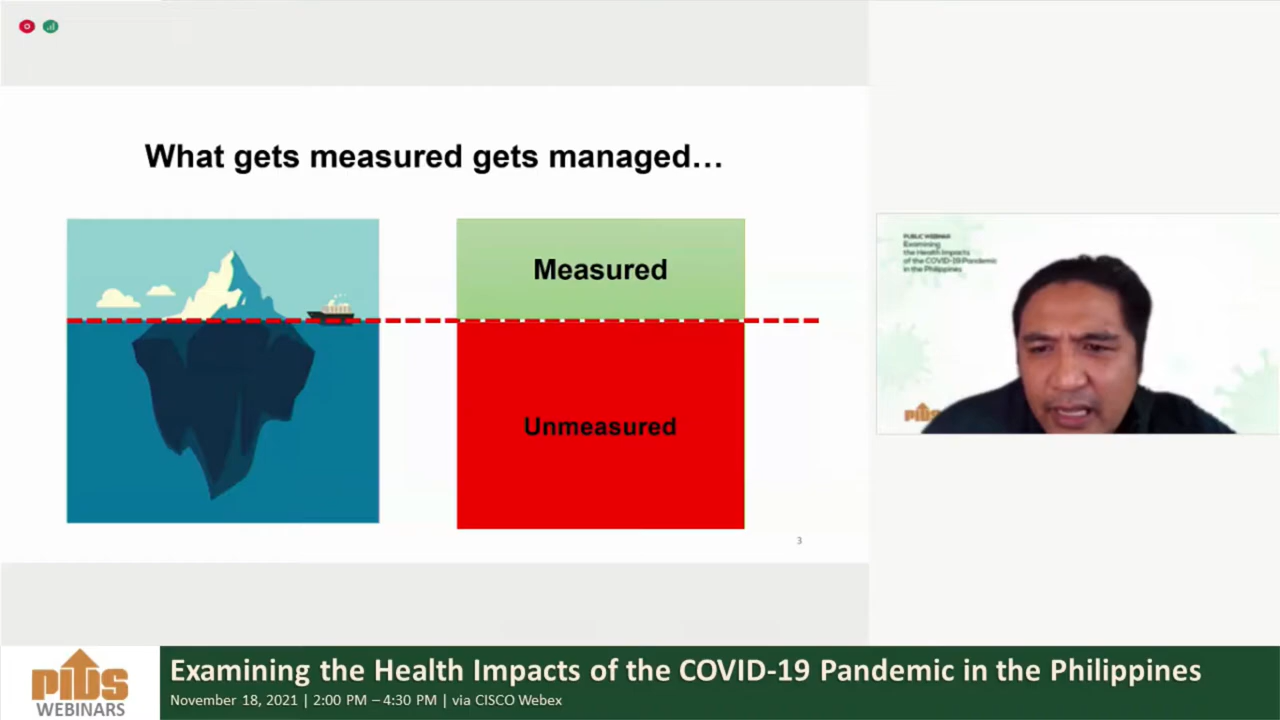 What gets measured gets managed...
Measured
Unmeasured
3
PUBLIC WEBINAR
Examining
the Health Impacts
of the COVID-19 Pandemic
in the Philippines
PIDS
PIDS
WEBINARS
Examining the Health Impacts of the COVID-19 Pandemic in the Philippines
November 18, 2021 | 2:00 PM – 4:30 PM | via CISCO Webex